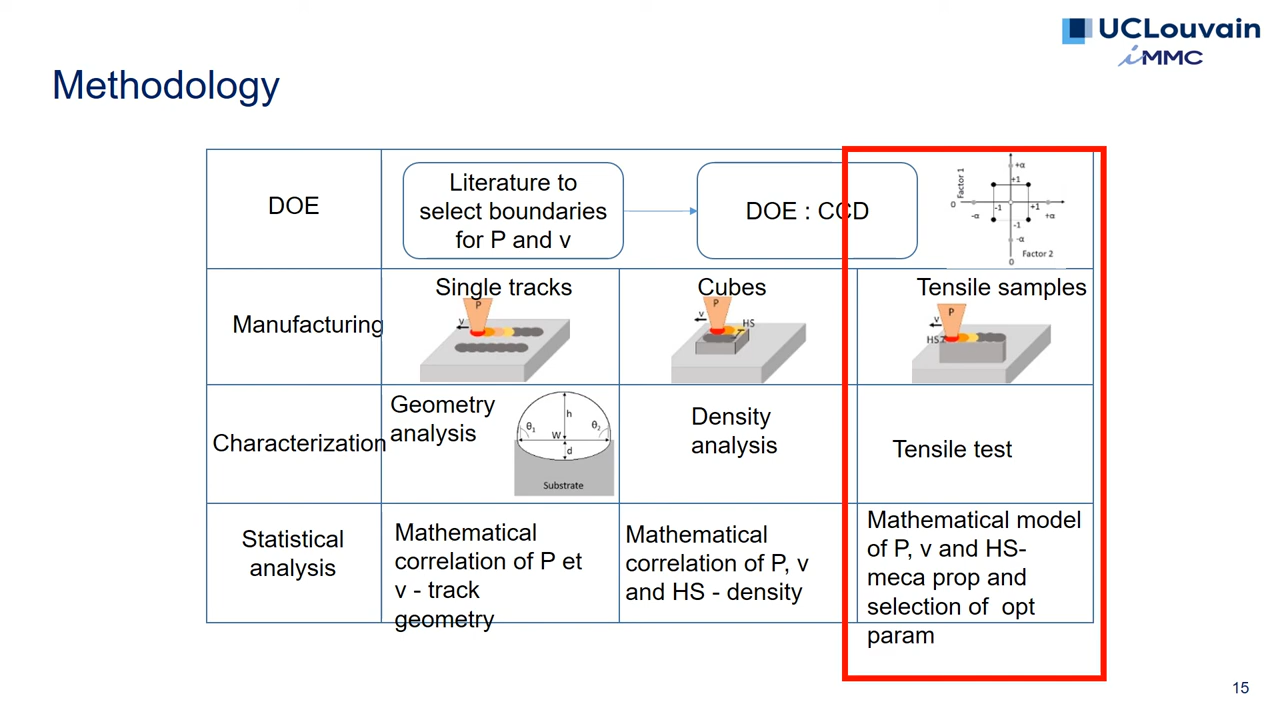 UCLouvain
iMMC
Methodology
DOE
Literature to
select boundaries
for P and v
DOE : CCD
Factor 1
+α
+1
0
-1
+1
-α
+α
-1
-α
Factor 2
0
Manufacturing
Single tracks
P
v
Cubes
P
v
HS
Tensile samples
P
v
HS
Characterization
Geometry
analysis
h
θ1
θ2
W
d
Substrate
Density
analysis
Tensile test
Statistical
analysis
Mathematical
correlation of P et
v - track
geometry
Mathematical
correlation of P, v
and HS - density
Mathematical model
of P, v and HS-
meca prop and
selection of  opt
param
15